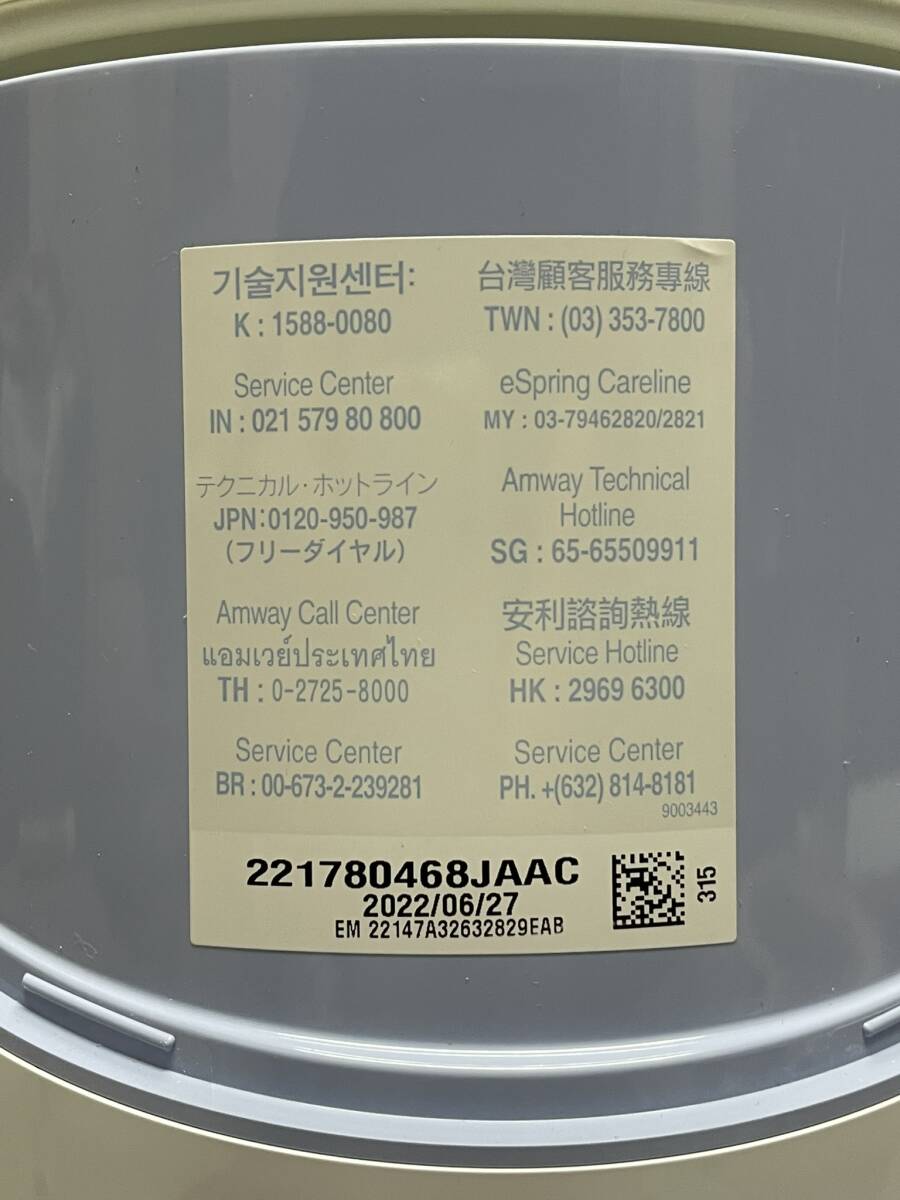 기술지원센터:
K : 1588-0080
Service Center
IN : 021 579 80 800
テクニカル・ホットライン
JPN:0120-950-987
(フリーダイヤル)
Amway Call Center
แอมเวย์ประเทศไทย
TH : 0-2725-8000
Service Center
BR : 00-673-2-239281
台灣顧客服務專線
TWN : (03) 353-7800
eSpring Careline
MY : 03-79462820/2821
Amway Technical
Hotline
SG : 65-65509911
安利諮詢熱線
Service Hotline
HK : 2969 6300
Service Center
PH. +(632) 814-8181
9003443
221780468JAAC
2022/06/27
EM 22147A32632829EAB
315